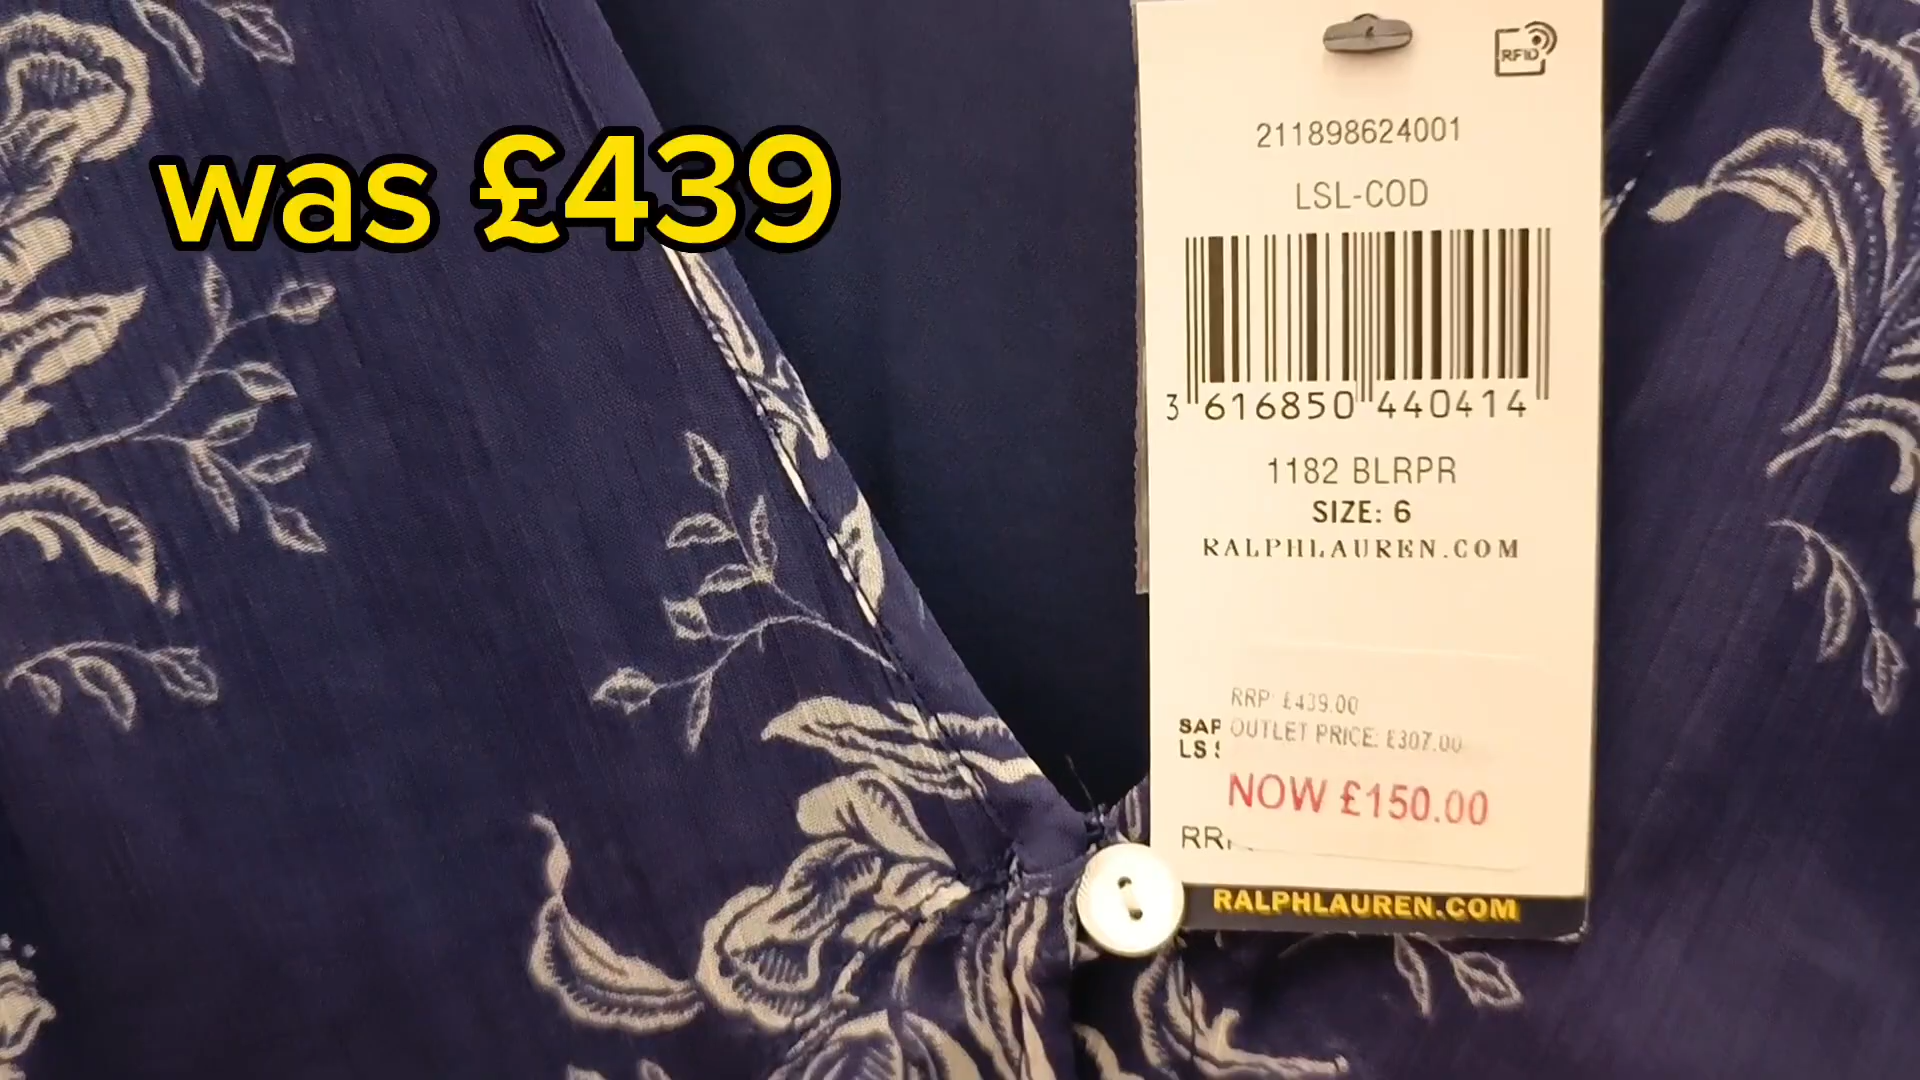 was £439
RFID
211898624001
LSL-COD
3 616850 440414
1182 BLRPR
SIZE: 6
RALPHLAUREN.COM
RRP £439.00
SAP OUTLET PRICE: £307.00
LS
NOW £150.00
RALPHLAUREN.COM